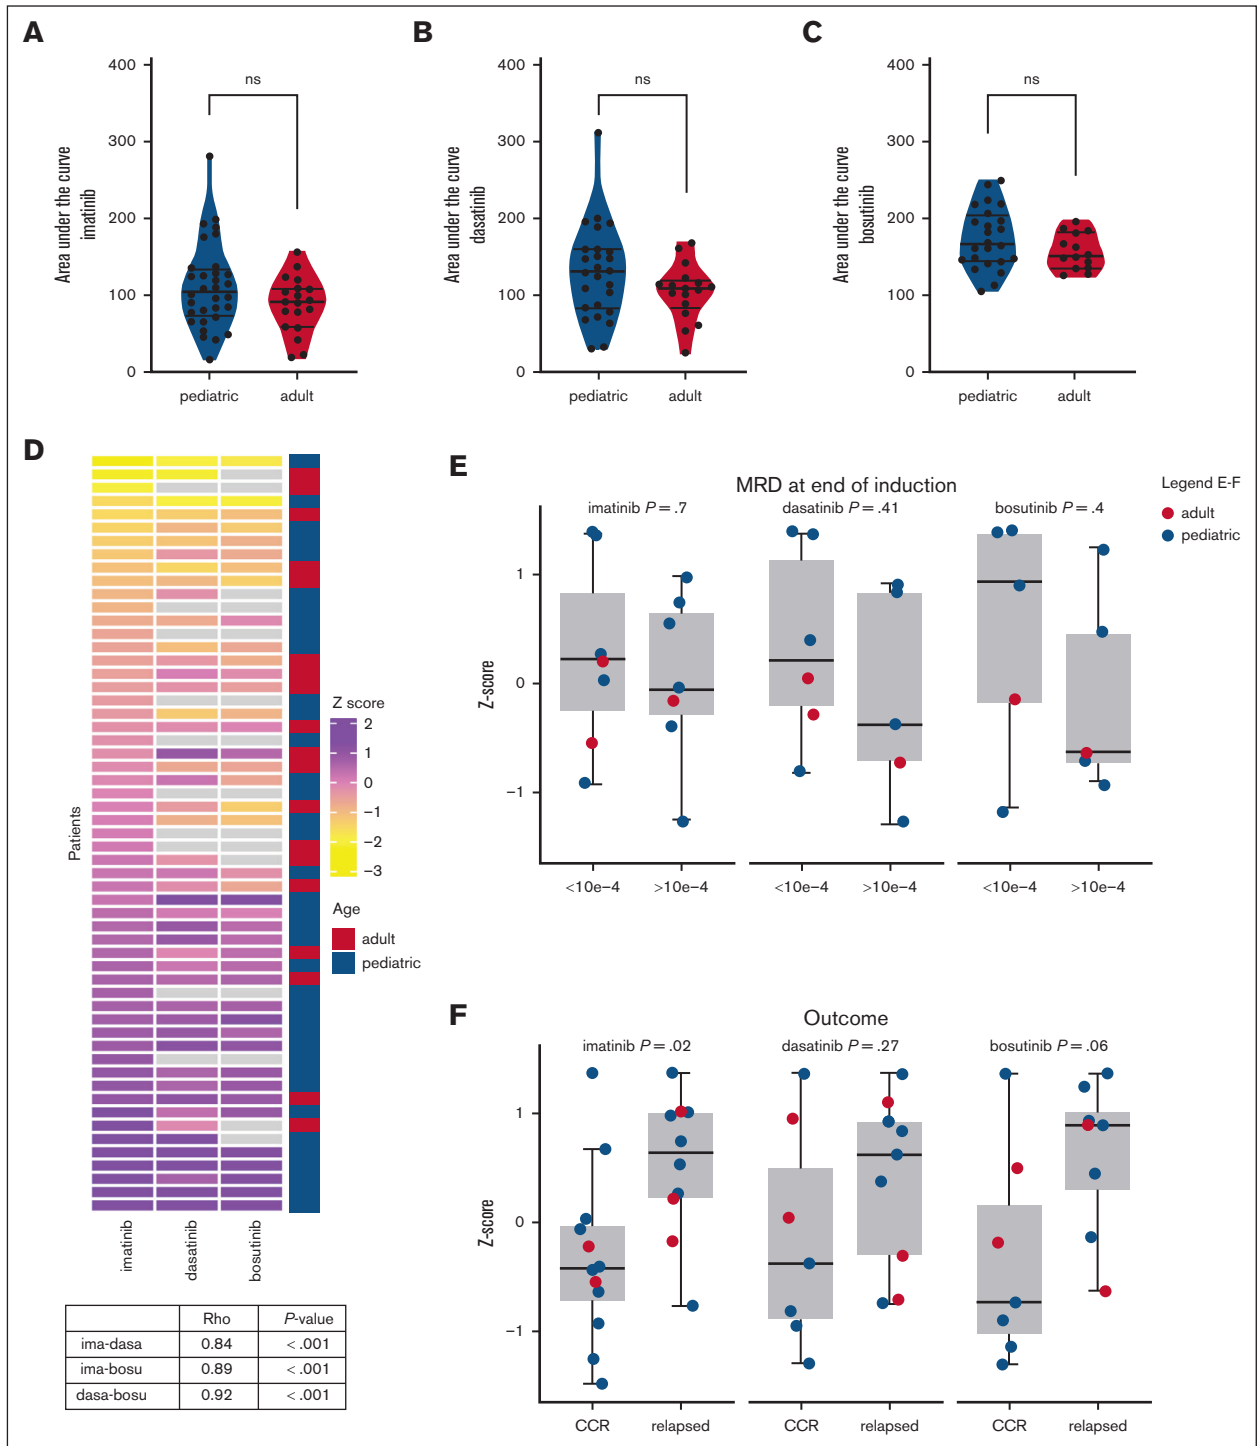 A
B
C
400
300
200
100
0
Area under the curve
imatinib
ns
pediatric
adult
400
300
200
100
0
Area under the curve
dasatinib
ns
pediatric
adult
400
300
200
100
0
Area under the curve
bosutinib
ns
pediatric
adult
D
Patients
imatinib
dasatinib
bosutinib
Z score
2
1
0
−1
−2
−3
Age
adult
pediatric
Rho P-value
ima-dasa 0.84 < .001
ima-bosu 0.89 < .001
dasa-bosu 0.92 < .001
E
MRD at end of induction
imatinib P = .7
dasatinib P = .41
bosutinib P = .4
Legend E-F
adult
pediatric
Z-score
1
0
−1
<10e−4 >10e−4
<10e−4 >10e−4
<10e−4 >10e−4
F
Outcome
imatinib P = .02
dasatinib P = .27
bosutinib P = .06
Z-score
1
0
−1
CCR relapsed
CCR relapsed
CCR relapsed